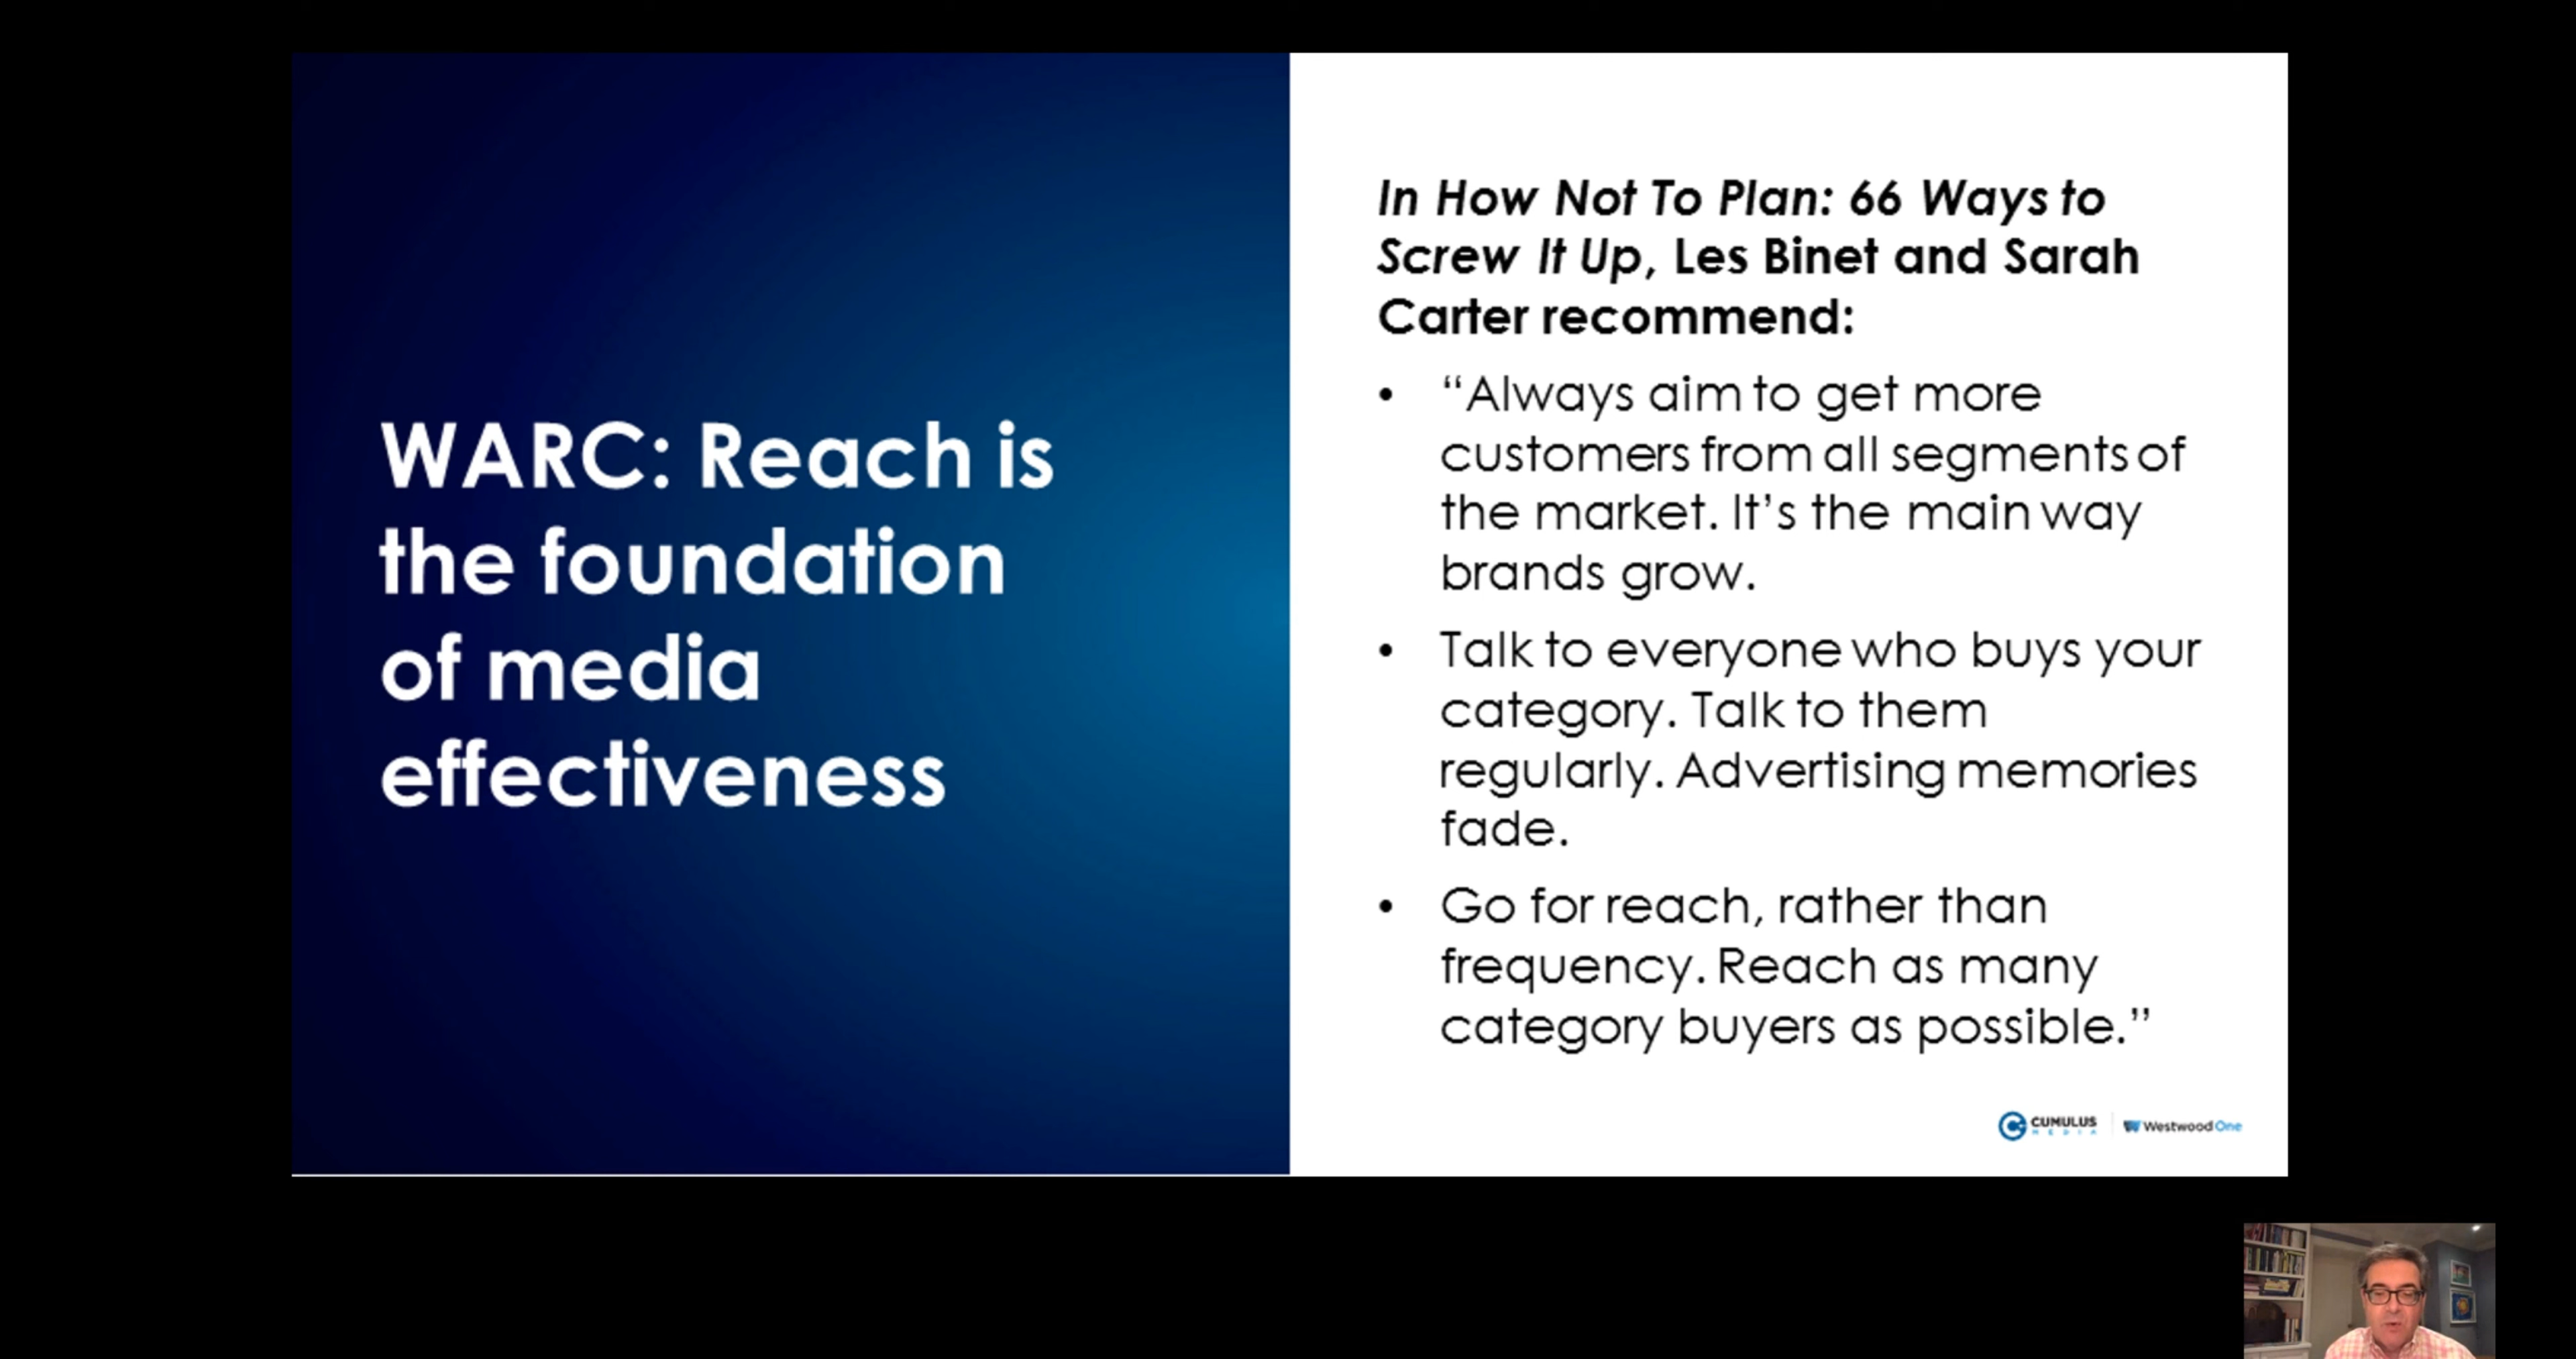 WARC: Reach is
the foundation
of media
effectiveness
In How Not To Plan: 66 Ways to
Screw It Up, Les Binet and Sarah
Carter recommend:
• “Always aim to get more
customers from all segments of
the market. It’s the main way
brands grow.
• Talk to everyone who buys your
category. Talk to them
regularly. Advertising memories
fade.
• Go for reach, rather than
frequency. Reach as many
category buyers as possible.”
CUMULUS
MEDIA
Westwood One